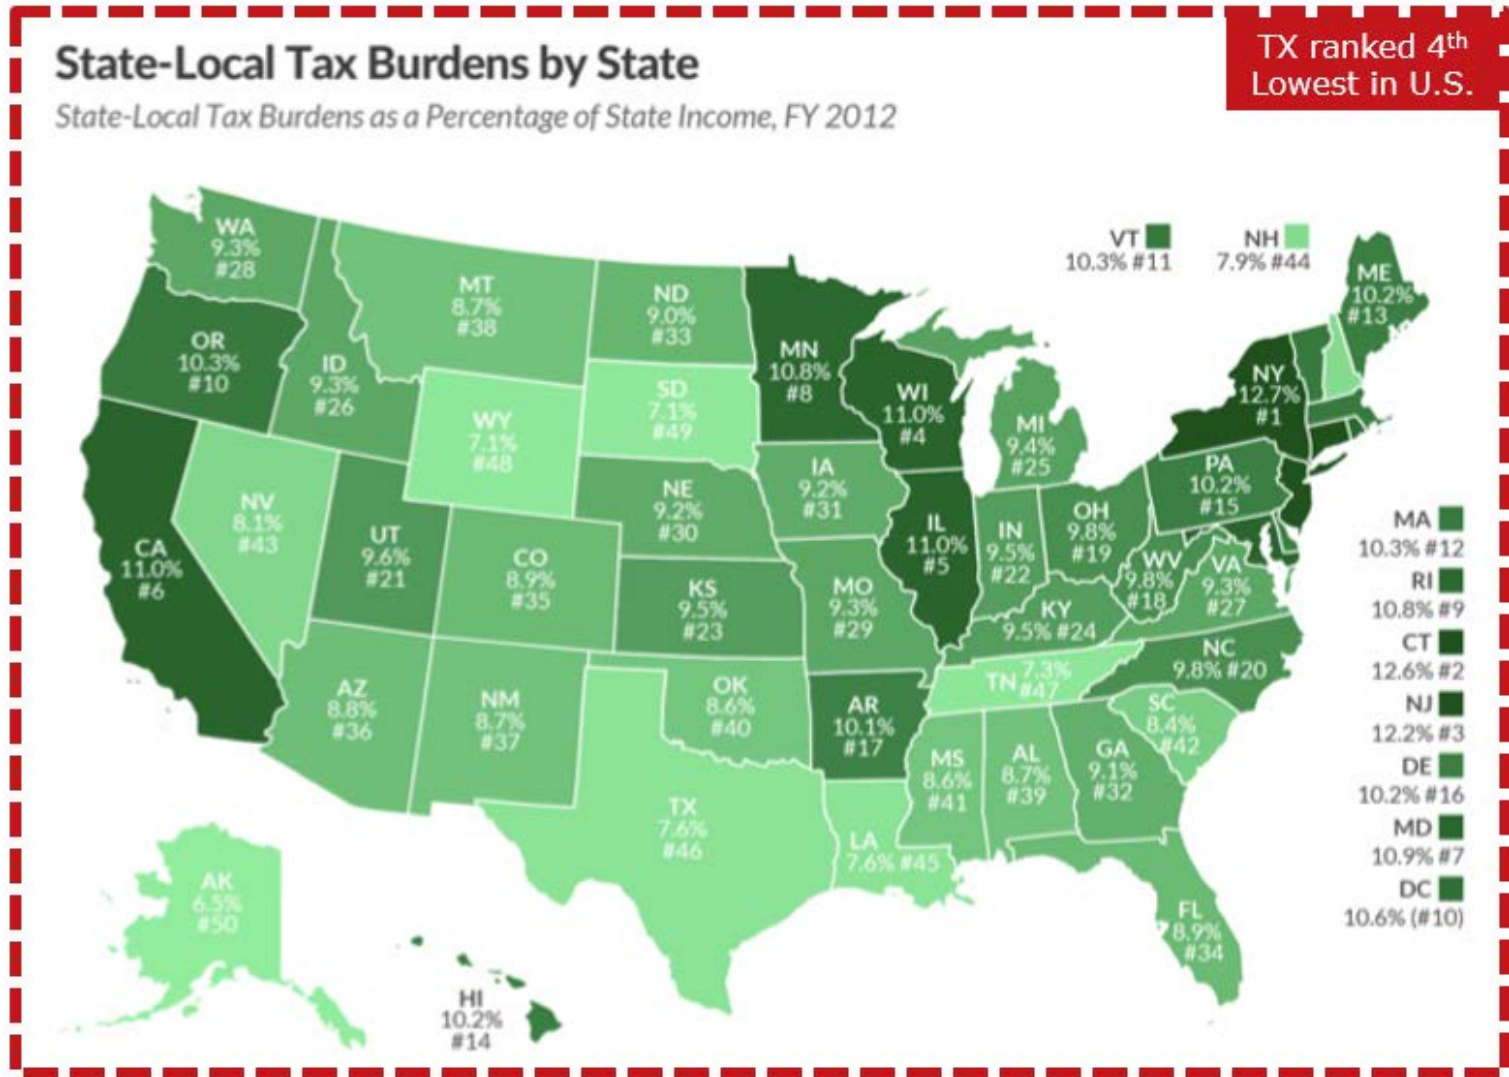 State-Local Tax Burdens by State
State-Local Tax Burdens as a Percentage of State Income, FY 2012
TX ranked 4th
Lowest in U.S.
WA
9.3%
#28
MT
8.7%
#38
ND
9.0%
#33
MN
10.8%
#8
VT
10.3% #11
NH
7.9% #44
ME
10.2%
#13
OR
10.3%
#10
ID
9.3%
#26
WY
7.1%
#48
SD
7.1%
#49
WI
11.0%
#4
MI
9.4%
#25
NY
12.7%
#1
CA
11.0%
#6
NV
8.1%
#43
UT
9.6%
#21
CO
8.9%
#35
NE
9.2%
#30
IA
9.2%
#31
IL
11.0%
#5
IN
9.5%
#22
OH
9.8%
#19
PA
10.2%
#15
WV
9.8%
#18
VA
9.3%
#27
KS
9.5%
#23
MO
9.3%
#29
KY
9.5% #24
NC
9.8% #20
TN 7.3%
#47
SC
8.4%
#42
AZ
8.8%
#36
NM
8.7%
#37
OK
8.6%
#40
AR
10.1%
#17
MS
8.6%
#41
AL
8.7%
#39
GA
9.1%
#32
TX
7.6%
#46
LA
7.6% #45
FL
8.9%
#34
AK
6.5%
#50
HI
10.2%
#14
MA
10.3% #12
RI
10.8% #9
CT
12.6% #2
NJ
12.2% #3
DE
10.2% #16
MD
10.9% #7
DC
10.6% (#10)